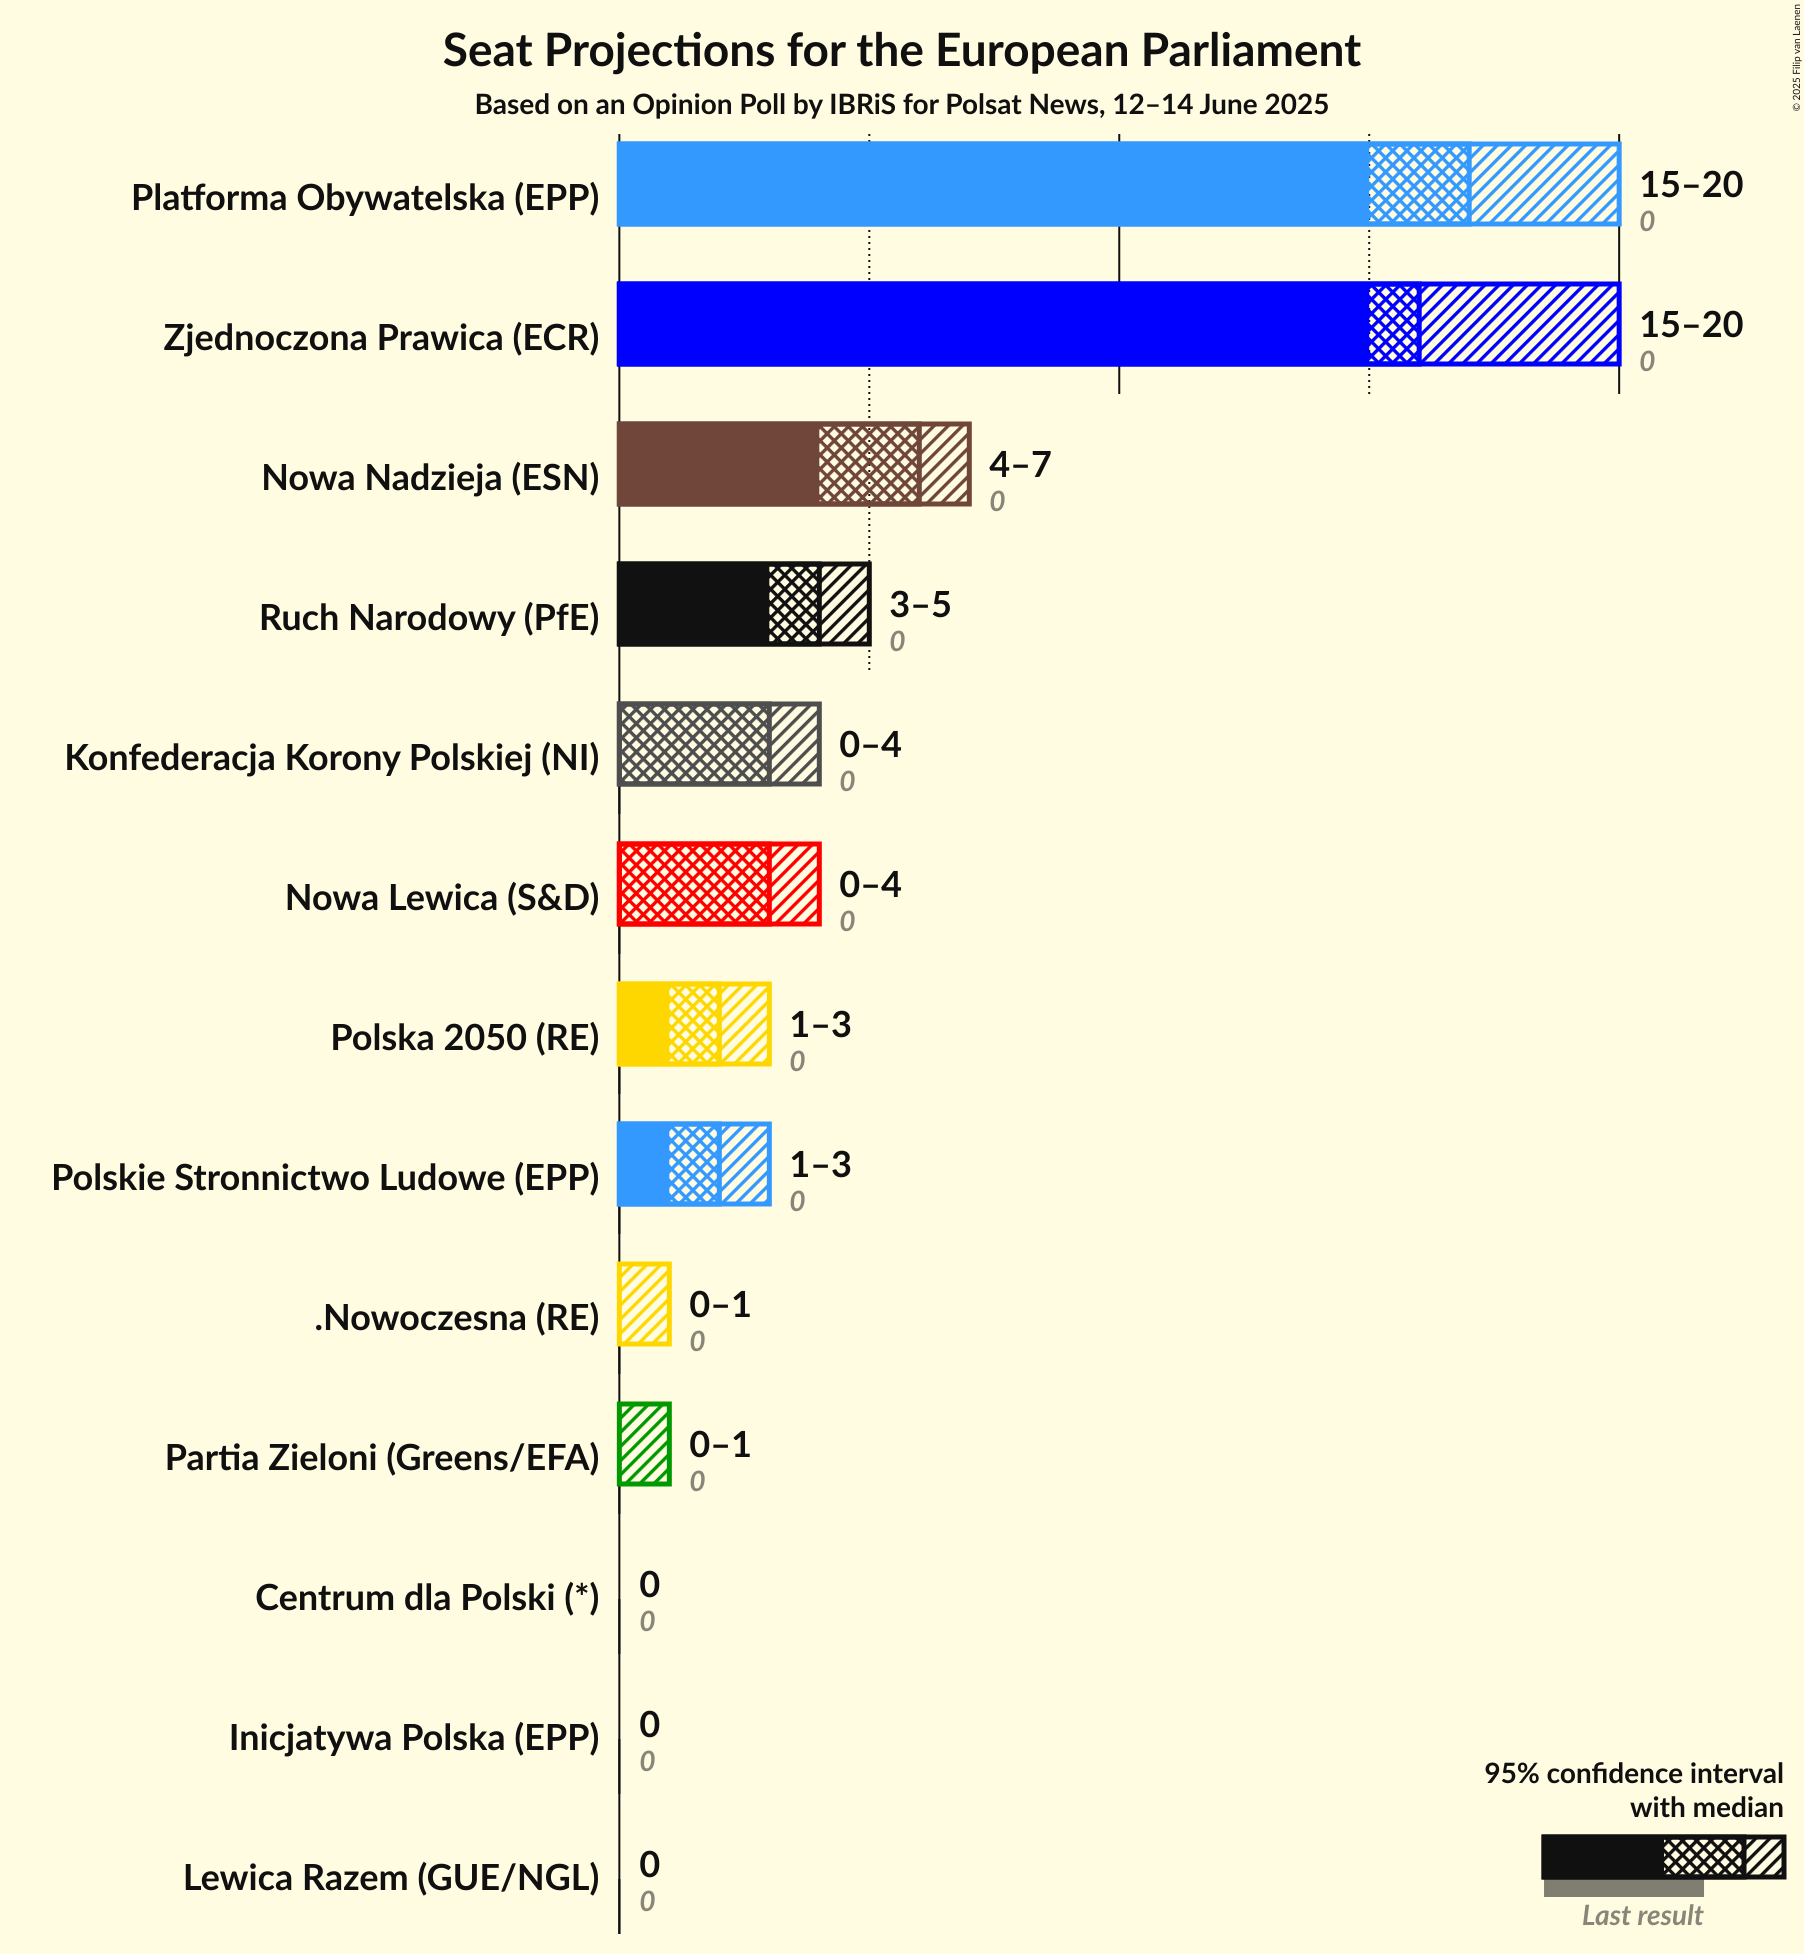 Seat Projections for the European Parliament
Based on an Opinion Poll by IBRiS for Polsat News, 12–14 June 2025
© 2025 Filip van Laenen
Platforma Obywatelska (EPP)
15–20
0
Zjednoczona Prawica (ECR)
15–20
0
Nowa Nadzieja (ESN)
4–7
0
Ruch Narodowy (PfE)
3–5
0
Konfederacja Korony Polskiej (NI)
0–4
0
Nowa Lewica (S&D)
0–4
0
Polska 2050 (RE)
1–3
0
Polskie Stronnictwo Ludowe (EPP)
1–3
0
.Nowoczesna (RE)
0–1
0
Partia Zieloni (Greens/EFA)
0–1
0
Centrum dla Polski (*)
0
0
Inicjatywa Polska (EPP)
0
0
Lewica Razem (GUE/NGL)
0
0
95% confidence interval
with median
Last result